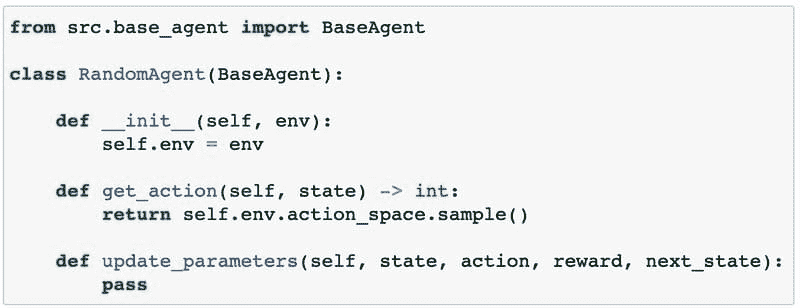 from src.base_agent import BaseAgent
class RandomAgent(BaseAgent):
def __init__(self, env):
self.env = env
def get_action(self, state) -> int:
return self.env.action_space.sample()
def update_parameters(self, state, action, reward, next_state):
pass